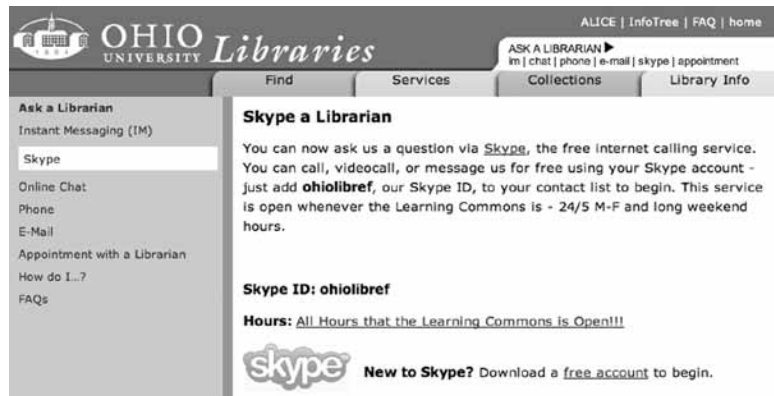 ALICE | InfoTree | FAQ | home
OHIO
UNIVERSITY
Libraries
1804
ASK A LIBRARIAN
im | chat | phone | e-mail | skype | appointment
Find Services Collections Library Info
Ask a Librarian
Instant Messaging (IM)
Skype
Online Chat
Phone
E-Mail
Appointment with a Librarian
How do I...?
FAQs
Skype a Librarian
You can now ask us a question via Skype, the free internet calling service.
You can call, videocall, or message us for free using your Skype account -
just add ohiolibref, our Skype ID, to your contact list to begin. This service
is open whenever the Learning Commons is - 24/5 M-F and long weekend
hours.
Skype ID: ohiolibref
Hours: All Hours that the Learning Commons is Open!!!
skype
New to Skype? Download a free account to begin.